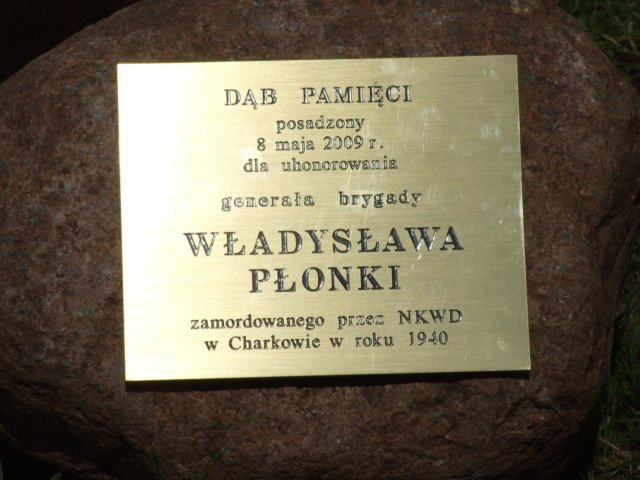 DĄB PAMIĘCI
posadzony
8 maja 2009 r.
dla uhonorowania
generała brygady
WŁADYSŁAWA
PŁONKI
zamordowanego przez NKWD
w Charkowie w roku 1940